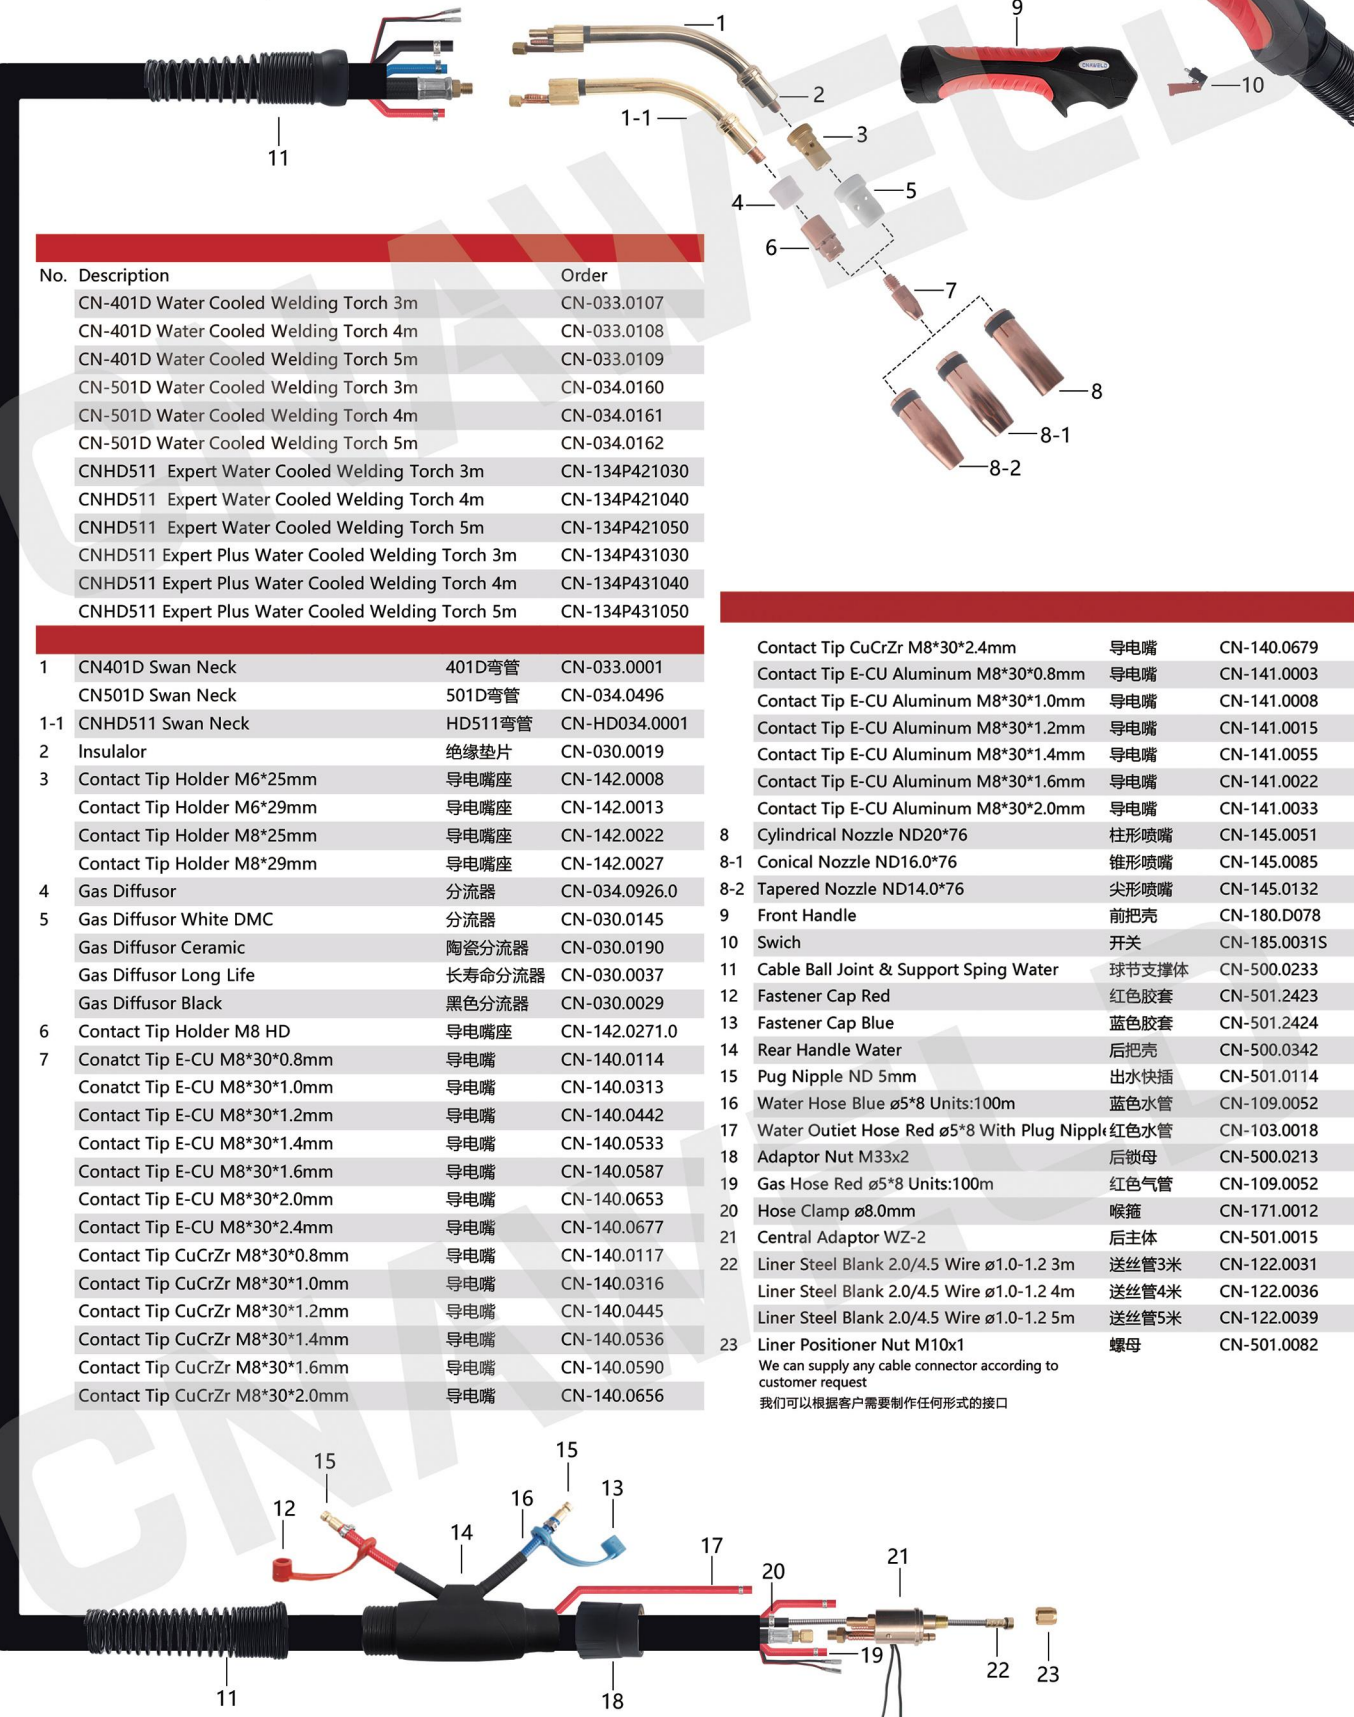 1
9
2
10
1-1
3
11
4
5
6
7
8
8-1
8-2
CNAWELD
CNAWELD
No. Description Order
CN-401D Water Cooled Welding Torch 3m CN-033.0107
CN-401D Water Cooled Welding Torch 4m CN-033.0108
CN-401D Water Cooled Welding Torch 5m CN-033.0109
CN-501D Water Cooled Welding Torch 3m CN-034.0160
CN-501D Water Cooled Welding Torch 4m CN-034.0161
CN-501D Water Cooled Welding Torch 5m CN-034.0162
CNHD511 Expert Water Cooled Welding Torch 3m CN-134P421030
CNHD511 Expert Water Cooled Welding Torch 4m CN-134P421040
CNHD511 Expert Water Cooled Welding Torch 5m CN-134P421050
CNHD511 Expert Plus Water Cooled Welding Torch 3m CN-134P431030
CNHD511 Expert Plus Water Cooled Welding Torch 4m CN-134P431040
CNHD511 Expert Plus Water Cooled Welding Torch 5m CN-134P431050
1 CN401D Swan Neck 401D弯管 CN-033.0001
CN501D Swan Neck 501D弯管 CN-034.0496
1-1 CNHD511 Swan Neck HD511弯管 CN-HD034.0001
2 Insulalor 绝缘垫片 CN-030.0019
3 Contact Tip Holder M6*25mm 导电嘴座 CN-142.0008
Contact Tip Holder M6*29mm 导电嘴座 CN-142.0013
Contact Tip Holder M8*25mm 导电嘴座 CN-142.0022
Contact Tip Holder M8*29mm 导电嘴座 CN-142.0027
4 Gas Diffusor 分流器 CN-034.0926.0
5 Gas Diffusor White DMC 分流器 CN-030.0145
Gas Diffusor Ceramic 陶瓷分流器 CN-030.0190
Gas Diffusor Long Life 长寿命分流器 CN-030.0037
Gas Diffusor Black 黑色分流器 CN-030.0029
6 Contact Tip Holder M8 HD 导电嘴座 CN-142.0271.0
7 Conatct Tip E-CU M8*30*0.8mm 导电嘴 CN-140.0114
Conatct Tip E-CU M8*30*1.0mm 导电嘴 CN-140.0313
Contact Tip E-CU M8*30*1.2mm 导电嘴 CN-140.0442
Contact Tip E-CU M8*30*1.4mm 导电嘴 CN-140.0533
Contact Tip E-CU M8*30*1.6mm 导电嘴 CN-140.0587
Contact Tip E-CU M8*30*2.0mm 导电嘴 CN-140.0653
Contact Tip E-CU M8*30*2.4mm 导电嘴 CN-140.0677
Contact Tip CuCrZr M8*30*0.8mm 导电嘴 CN-140.0117
Contact Tip CuCrZr M8*30*1.0mm 导电嘴 CN-140.0316
Contact Tip CuCrZr M8*30*1.2mm 导电嘴 CN-140.0445
Contact Tip CuCrZr M8*30*1.4mm 导电嘴 CN-140.0536
Contact Tip CuCrZr M8*30*1.6mm 导电嘴 CN-140.0590
Contact Tip CuCrZr M8*30*2.0mm 导电嘴 CN-140.0656
Contact Tip CuCrZr M8*30*2.4mm 导电嘴 CN-140.0679
Contact Tip E-CU Aluminum M8*30*0.8mm 导电嘴 CN-141.0003
Contact Tip E-CU Aluminum M8*30*1.0mm 导电嘴 CN-141.0008
Contact Tip E-CU Aluminum M8*30*1.2mm 导电嘴 CN-141.0015
Contact Tip E-CU Aluminum M8*30*1.4mm 导电嘴 CN-141.0055
Contact Tip E-CU Aluminum M8*30*1.6mm 导电嘴 CN-141.0022
Contact Tip E-CU Aluminum M8*30*2.0mm 导电嘴 CN-141.0033
8 Cylindrical Nozzle ND20*76 柱形喷嘴 CN-145.0051
8-1 Conical Nozzle ND16.0*76 锥形喷嘴 CN-145.0085
8-2 Tapered Nozzle ND14.0*76 尖形喷嘴 CN-145.0132
9 Front Handle 前把壳 CN-180.D078
10 Swich 开关 CN-185.0031S
11 Cable Ball Joint & Support Sping Water 球节支撑体 CN-500.0233
12 Fastener Cap Red 红色胶套 CN-501.2423
13 Fastener Cap Blue 蓝色胶套 CN-501.2424
14 Rear Handle Water 后把壳 CN-500.0342
15 Pug Nipple ND 5mm 出水快插 CN-501.0114
16 Water Hose Blue ø5*8 Units:100m 蓝色水管 CN-109.0052
17 Water Outiet Hose Red ø5*8 With Plug Nipple 红色水管 CN-103.0018
18 Adaptor Nut M33x2 后锁母 CN-500.0213
19 Gas Hose Red ø5*8 Units:100m 红色气管 CN-109.0052
20 Hose Clamp ø8.0mm 喉箍 CN-171.0012
21 Central Adaptor WZ-2 后主体 CN-501.0015
22 Liner Steel Blank 2.0/4.5 Wire ø1.0-1.2 3m 送丝管3米 CN-122.0031
Liner Steel Blank 2.0/4.5 Wire ø1.0-1.2 4m 送丝管4米 CN-122.0036
Liner Steel Blank 2.0/4.5 Wire ø1.0-1.2 5m 送丝管5米 CN-122.0039
23 Liner Positioner Nut M10x1 螺母 CN-501.0082
We can supply any cable connector according to
customer request
我们可以根据客户需要制作任何形式的接口
CNAWELD
15
15
12
16
13
14
17
20
21
19
11
18
22
23